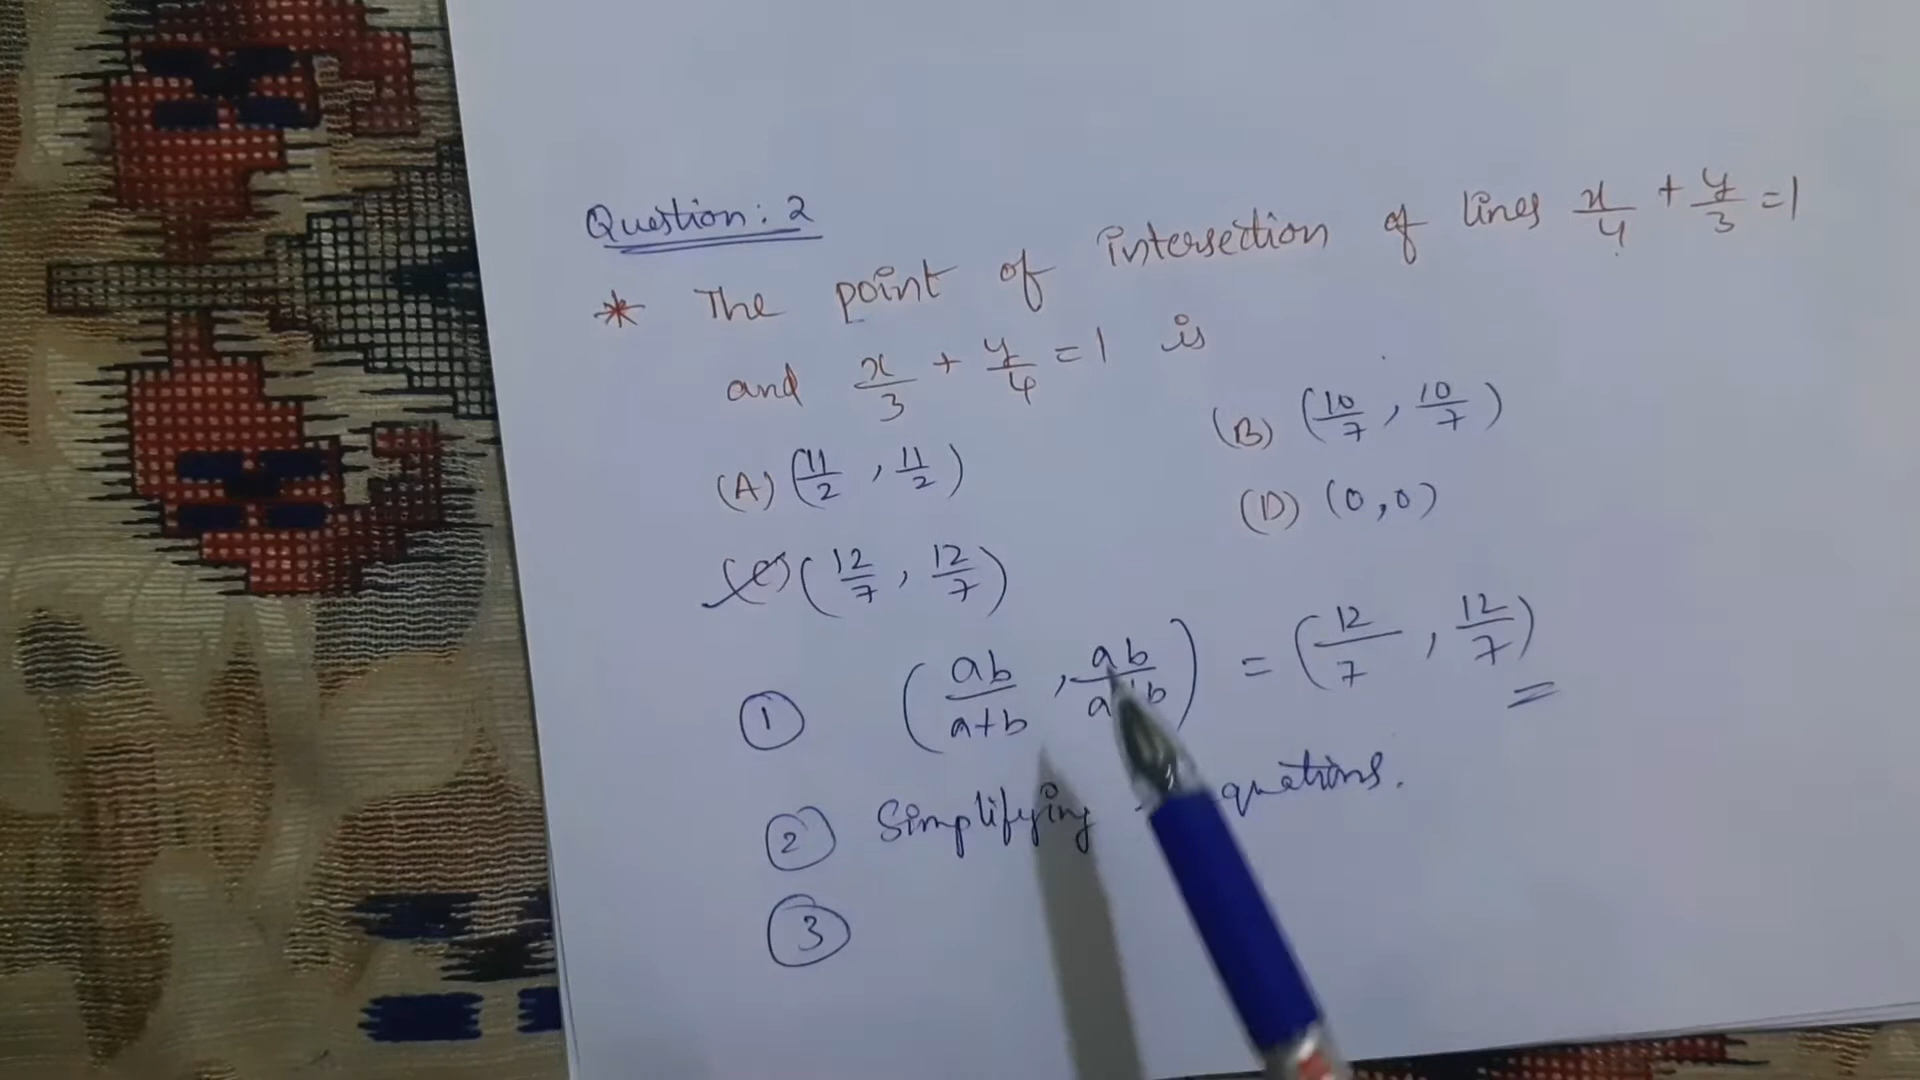 Question: 2
* The point of intersection of lines x/4 + y/3 = 1
and x/3 + y/4 = 1 is
(A) (11/2, 11/2) (B) (10/7, 10/7)
(C) (12/7, 12/7) (D) (0,0)
① (ab/a+b, ab/a+b) = (12/7, 12/7)
② Simplifying
③